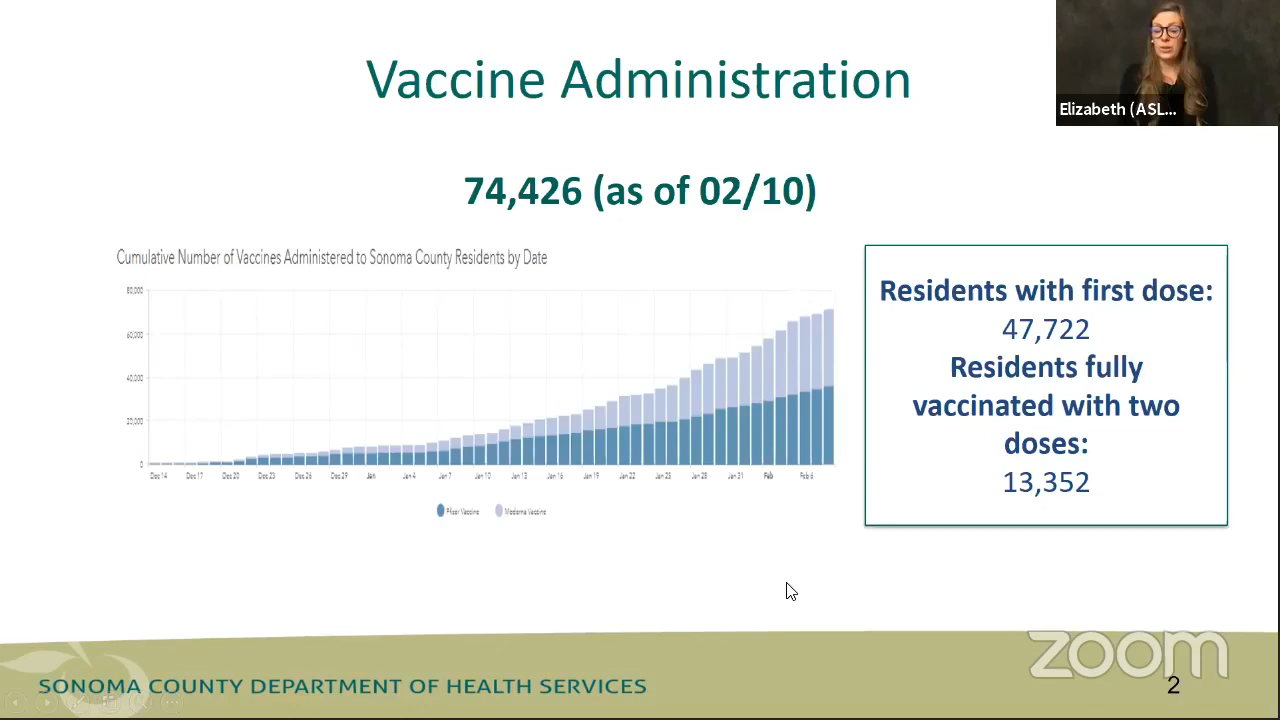 Vaccine Administration
Elizabeth (ASL...
74,426 (as of 02/10)
Cumulative Number of Vaccines Administered to Sonoma County Residents by Date
80,000
60,000
40,000
20,000
0
Dec 14 Dec 17 Dec 20 Dec 23 Dec 26 Dec 29 Jan Jan 4 Jan 7 Jan 10 Jan 13 Jan 16 Jan 19 Jan 22 Jan 25 Jan 28 Jan 31 Feb Feb 6
Pfizer Vaccine Moderna Vaccine
Residents with first dose:
47,722
Residents fully
vaccinated with two
doses:
13,352
zoom
SONOMA COUNTY DEPARTMENT OF HEALTH SERVICES
2